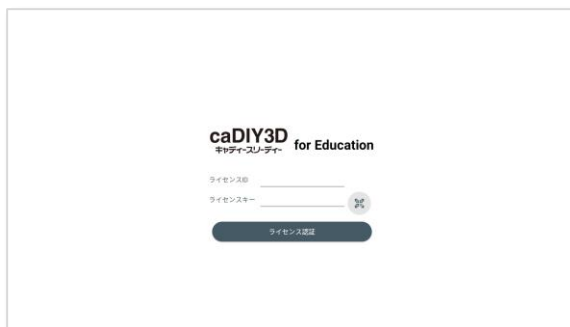 caDIY3D for Education
キャディースリーディー
ライセンスID
ライセンスキー
ライセンス認証